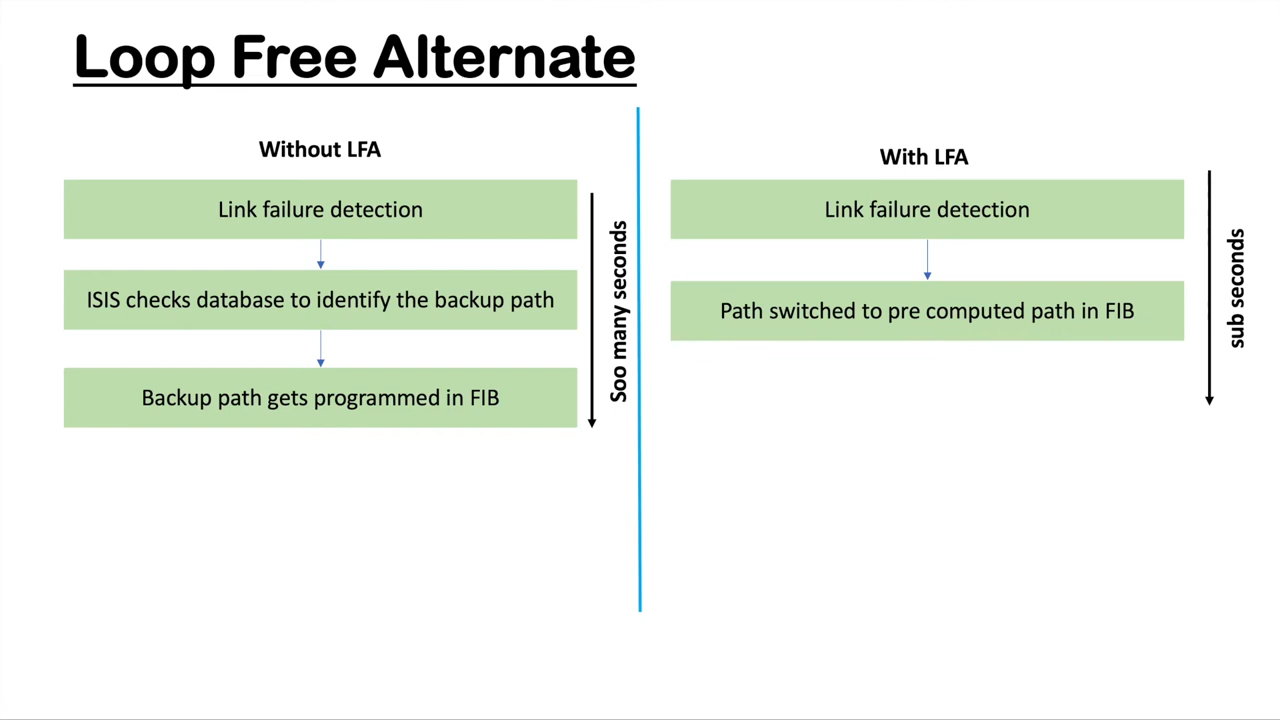 Loop Free Alternate
Without LFA
Link failure detection
ISIS checks database to identify the backup path
Backup path gets programmed in FIB
Soo many seconds
With LFA
Link failure detection
Path switched to pre computed path in FIB
sub seconds